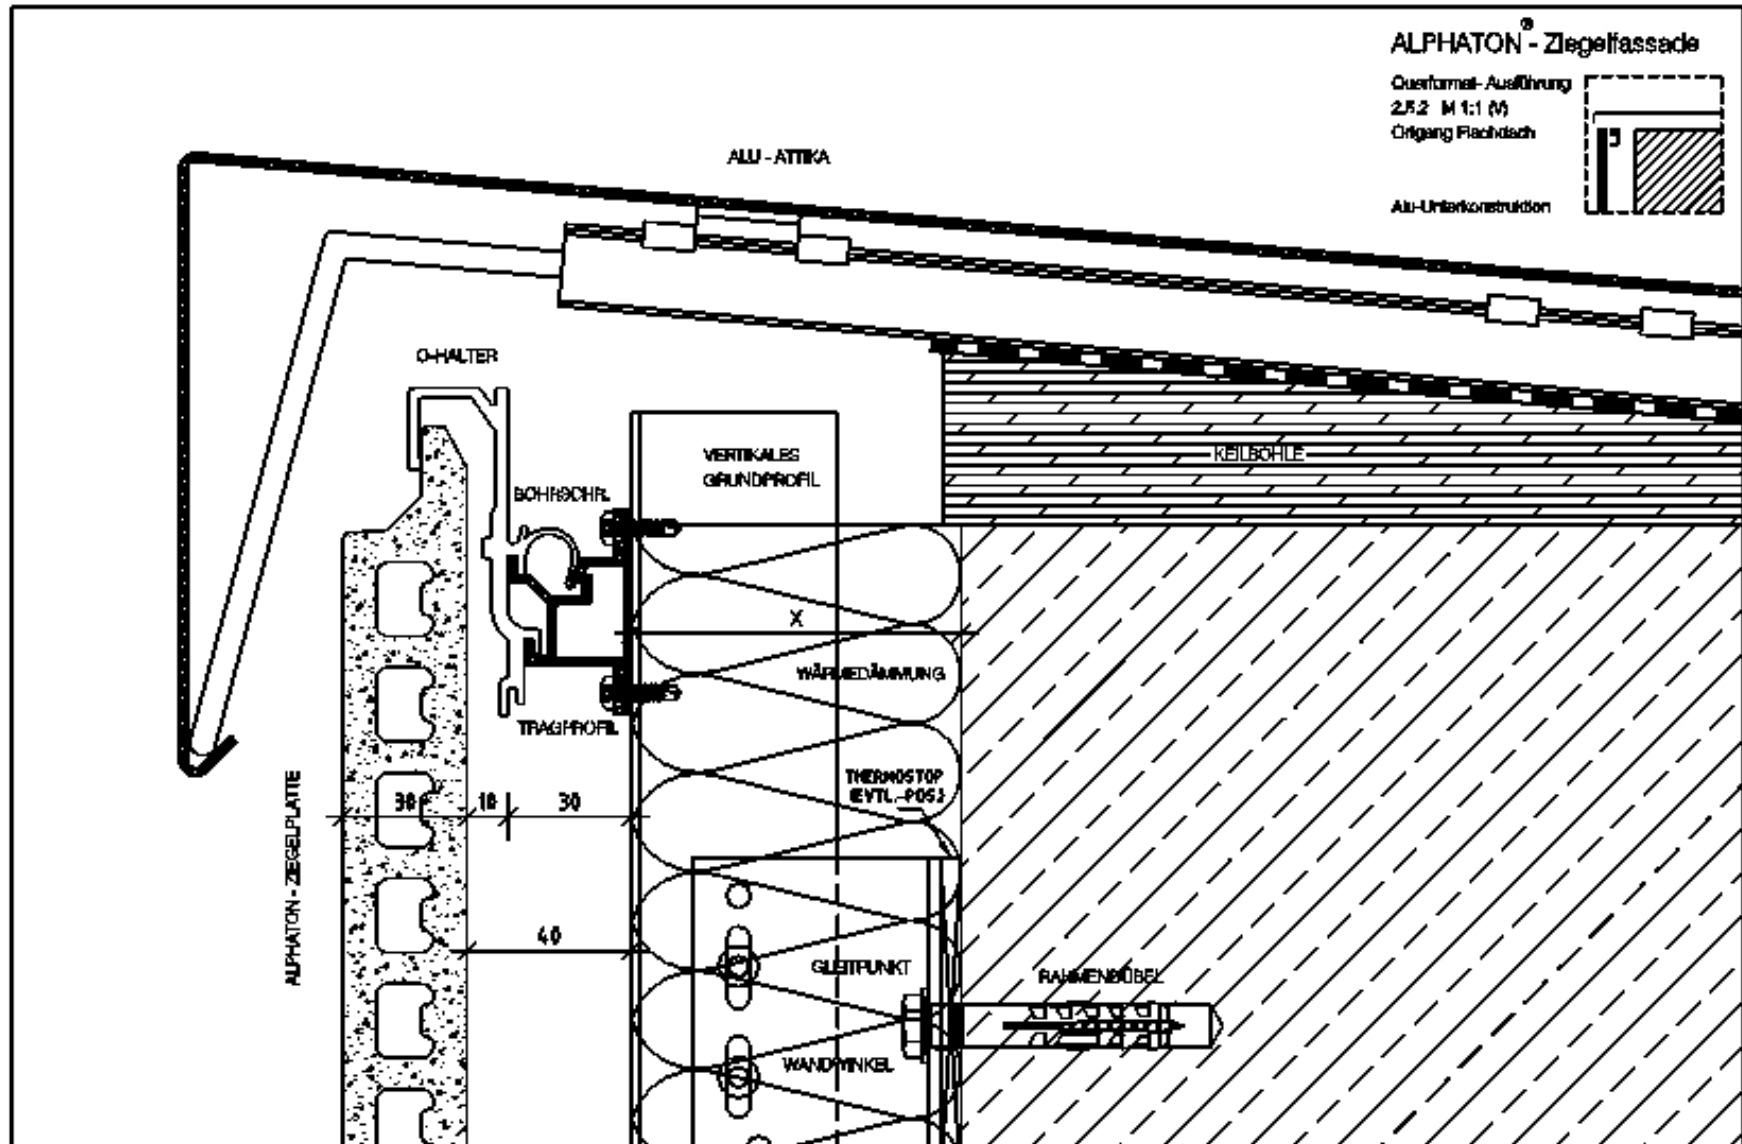 ALPHATON® - Ziegelfassade
Querformat- Ausführung
2.5.2 M 1:1 (V)
Ortgang Flachdach
Alu-Unterkonstruktion
ALU - ATTIKA
O-HALTER
VERTIKALES
GRUNDPROFIL
KEILBOHLE
BOHRSCHR.
X
WÄRMEDÄMMUNG
TRAGPROFIL
THERMOSTOP
(EVTL.-POS.)
30
10
30
ALPHATON - ZIEGELPLATTE
40
GLEITPUNKT
RAHMENDÜBEL
WANDWINKEL